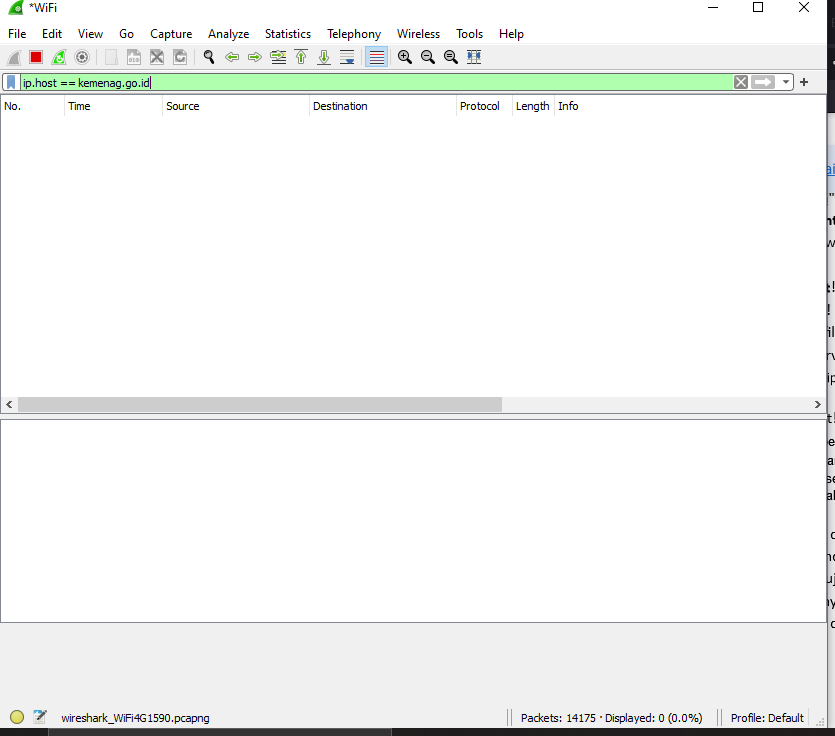 *WiFi
File Edit View Go Capture Analyze Statistics Telephony Wireless Tools Help
ip.host == kemenag.go.id
No. Time Source Destination Protocol Length Info
wireshark_WiFi4G1590.pcapng Packets: 14175 · Displayed: 0 (0.0%) Profile: Default